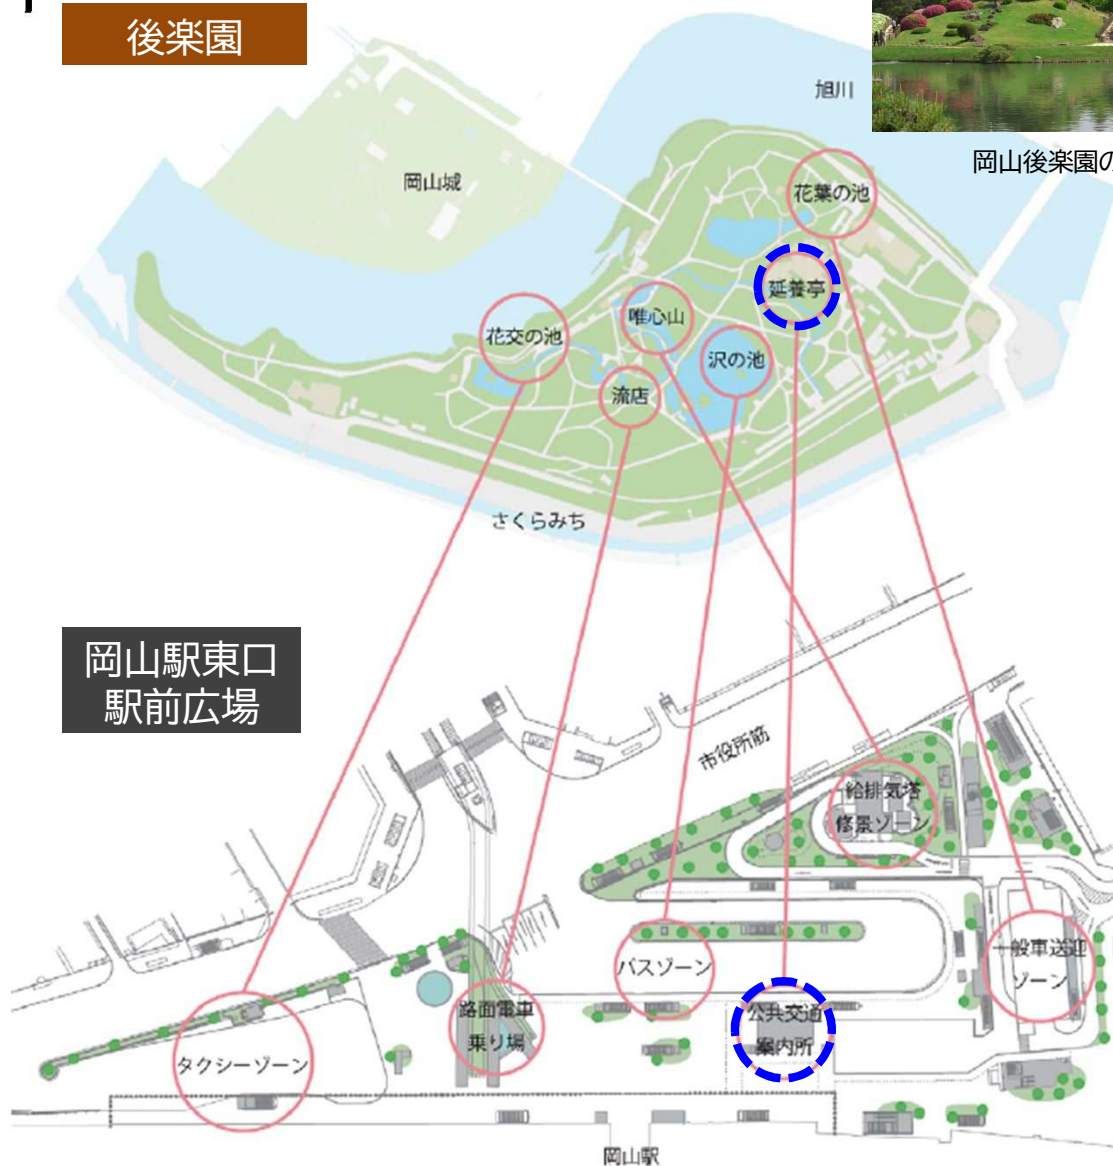 後楽園
旭川
岡山後楽園の
岡山城
花葉の池
延養亭
唯心山
花交の池
沢の池
流店
さくらみち
岡山駅東口
駅前広場
市役所筋
給排気塔
修景ゾーン
バスゾーン
一般車送迎
ゾーン
路面電車
乗り場
公共交通
案内所
タクシーゾーン
岡山駅